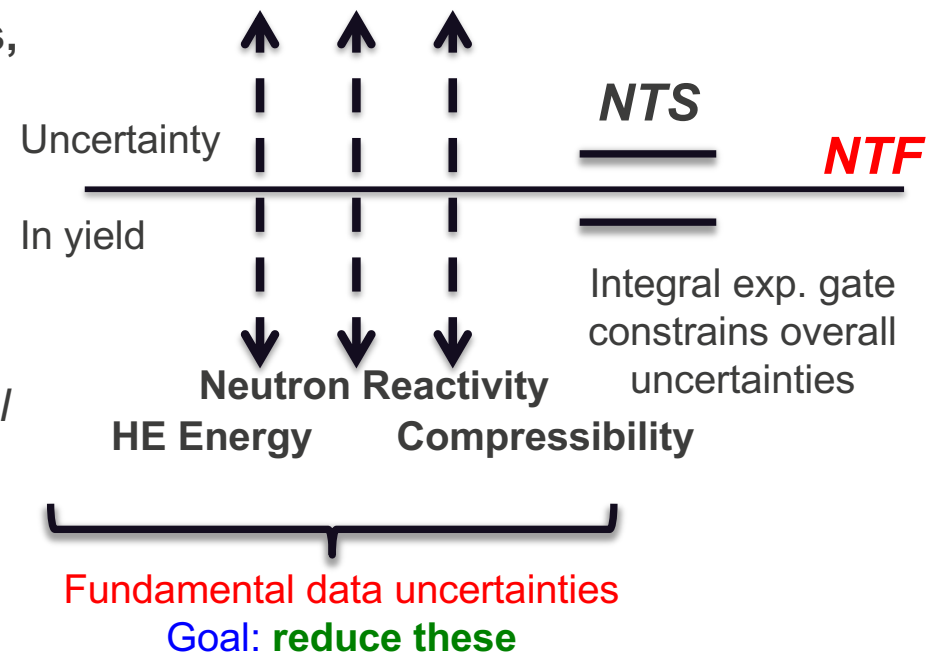 s,
Uncertainty
In yield
NTS
NTF
Integral exp. gate
constrains overall
uncertainties
/
Neutron Reactivity
HE Energy Compressibility
Fundamental data uncertainties
Goal: reduce these